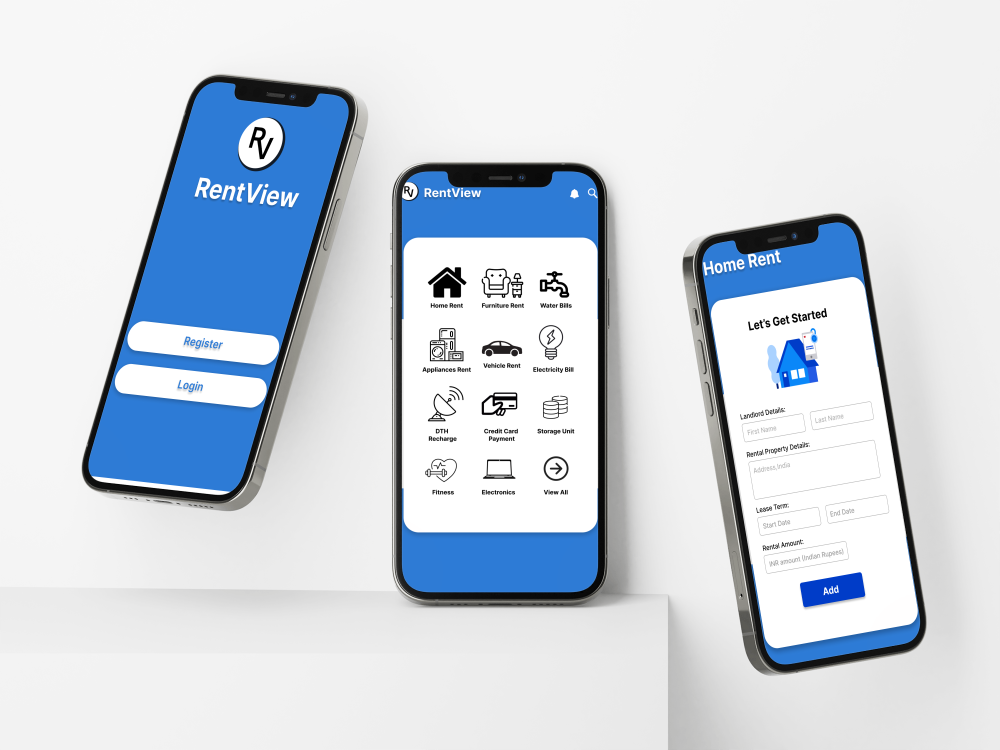 RV
RentView
Register
Login
RV RentView
Home Rent
Furniture Rent
Water Bills
Appliances Rent
Vehicle Rent
Electricity Bill
DTH
Recharge
Credit Card
Payment
Storage Unit
Fitness
Electronics
View All
Home Rent
Let's Get Started
Landlord Details:
First Name
Last Name
Rental Property Details:
Address,India
Lease Term:
Start Date
End Date
Rental Amount:
INR amount (Indian Rupees)
Add